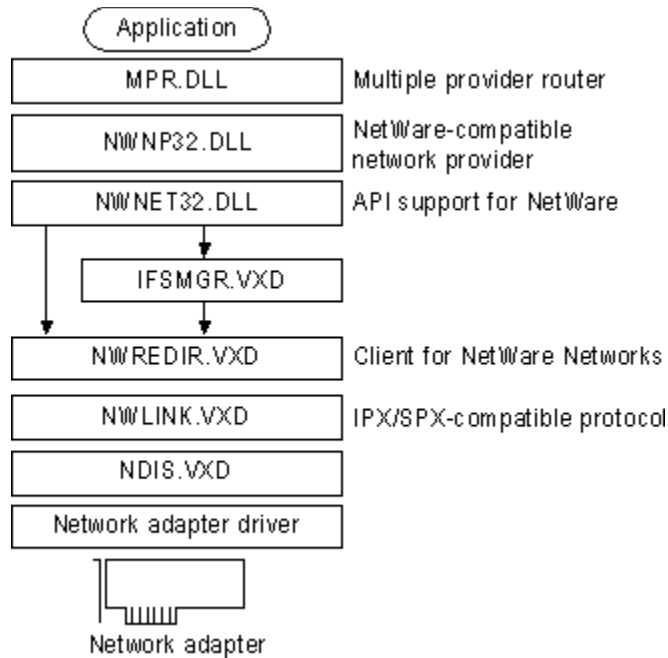 Application
MPR.DLL Multiple provider router
NWNP32.DLL NetWare-compatible
network provider
NWNET32.DLL API support for NetWare
IFSMGR.VXD
NWREDIR.VXD Client for NetWare Networks
NWLINK.VXD IPX/SPX-compatible protocol
NDIS.VXD
Network adapter driver
Network adapter